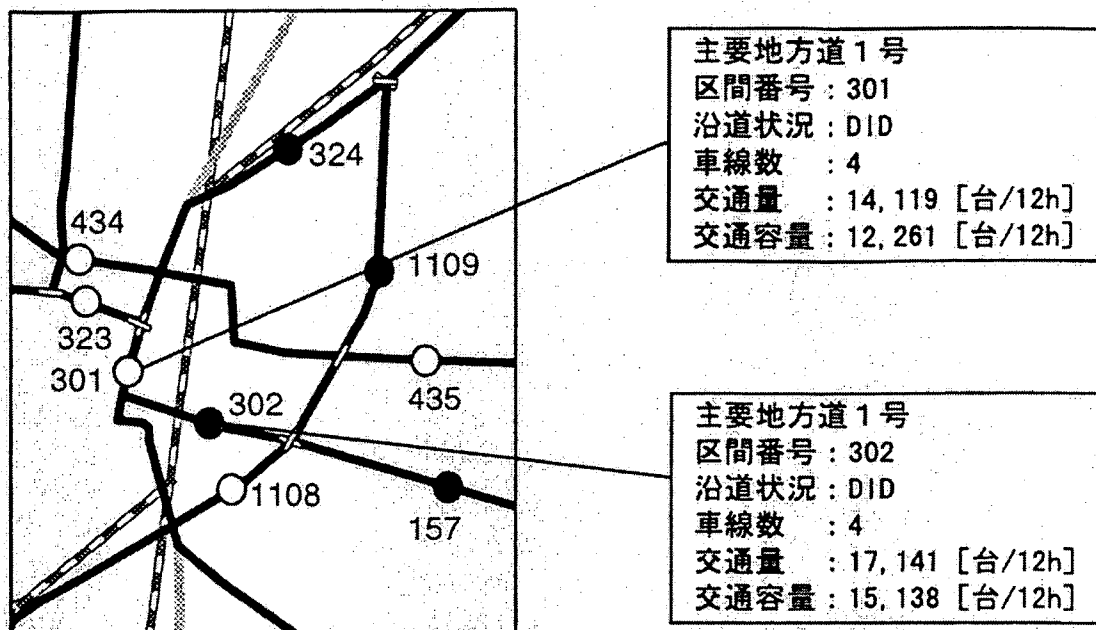 324
434
1109
323
301
302
435
1108
157
主要地方道1号
区間番号：301
沿道状況：DID
車線数　：4
交通量　：14,119 [台/12h]
交通容量：12,261 [台/12h]
主要地方道1号
区間番号：302
沿道状況：DID
車線数　：4
交通量　：17,141 [台/12h]
交通容量：15,138 [台/12h]